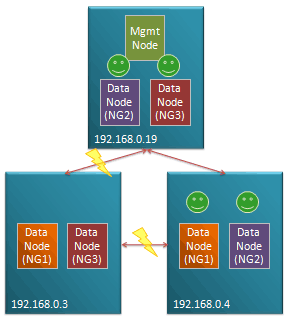 Mgmt
Node
Data
Node
(NG2)
Data
Node
(NG3)
192.168.0.19
Data
Node
(NG1)
Data
Node
(NG3)
192.168.0.3
Data
Node
(NG1)
Data
Node
(NG2)
192.168.0.4